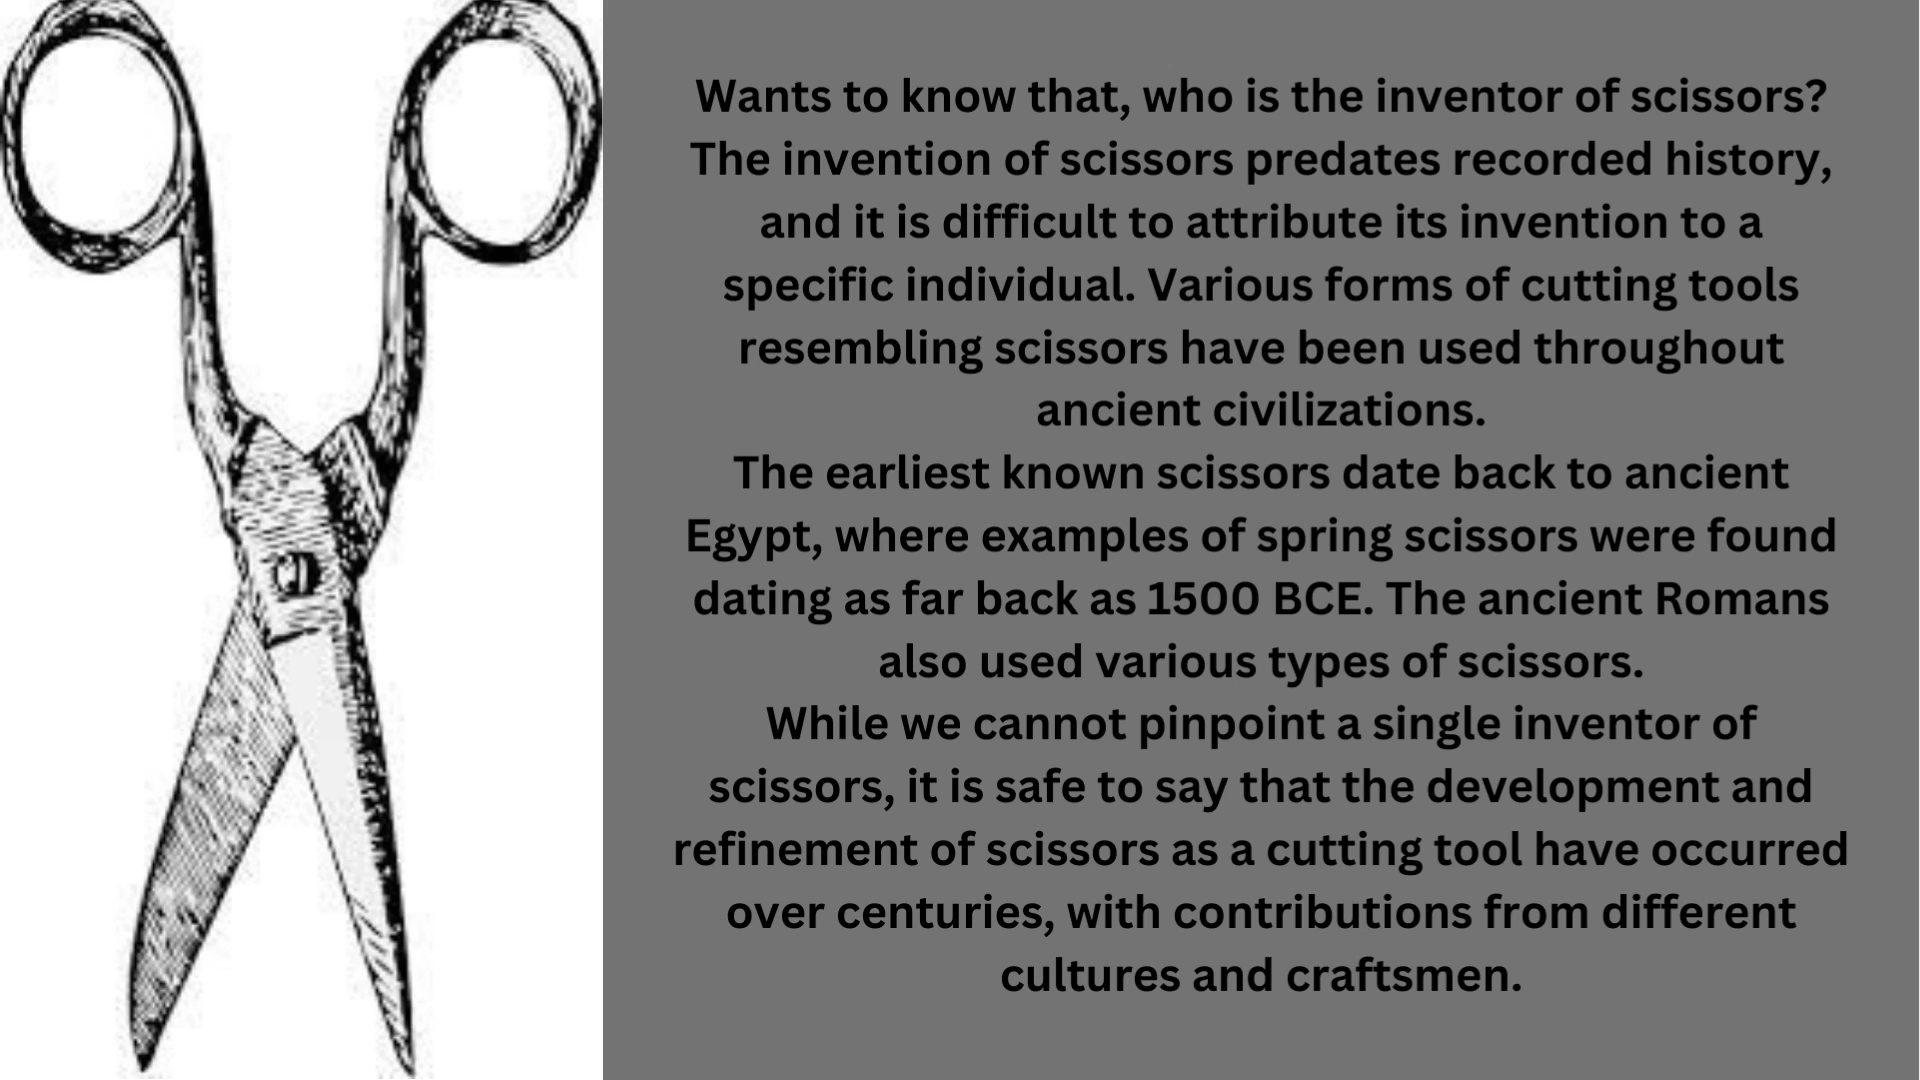 Wants to know that, who is the inventor of scissors?
The invention of scissors predates recorded history,
and it is difficult to attribute its invention to a
specific individual. Various forms of cutting tools
resembling scissors have been used throughout
ancient civilizations.
The earliest known scissors date back to ancient
Egypt, where examples of spring scissors were found
dating as far back as 1500 BCE. The ancient Romans
also used various types of scissors.
While we cannot pinpoint a single inventor of
scissors, it is safe to say that the development and
refinement of scissors as a cutting tool have occurred
over centuries, with contributions from different
cultures and craftsmen.